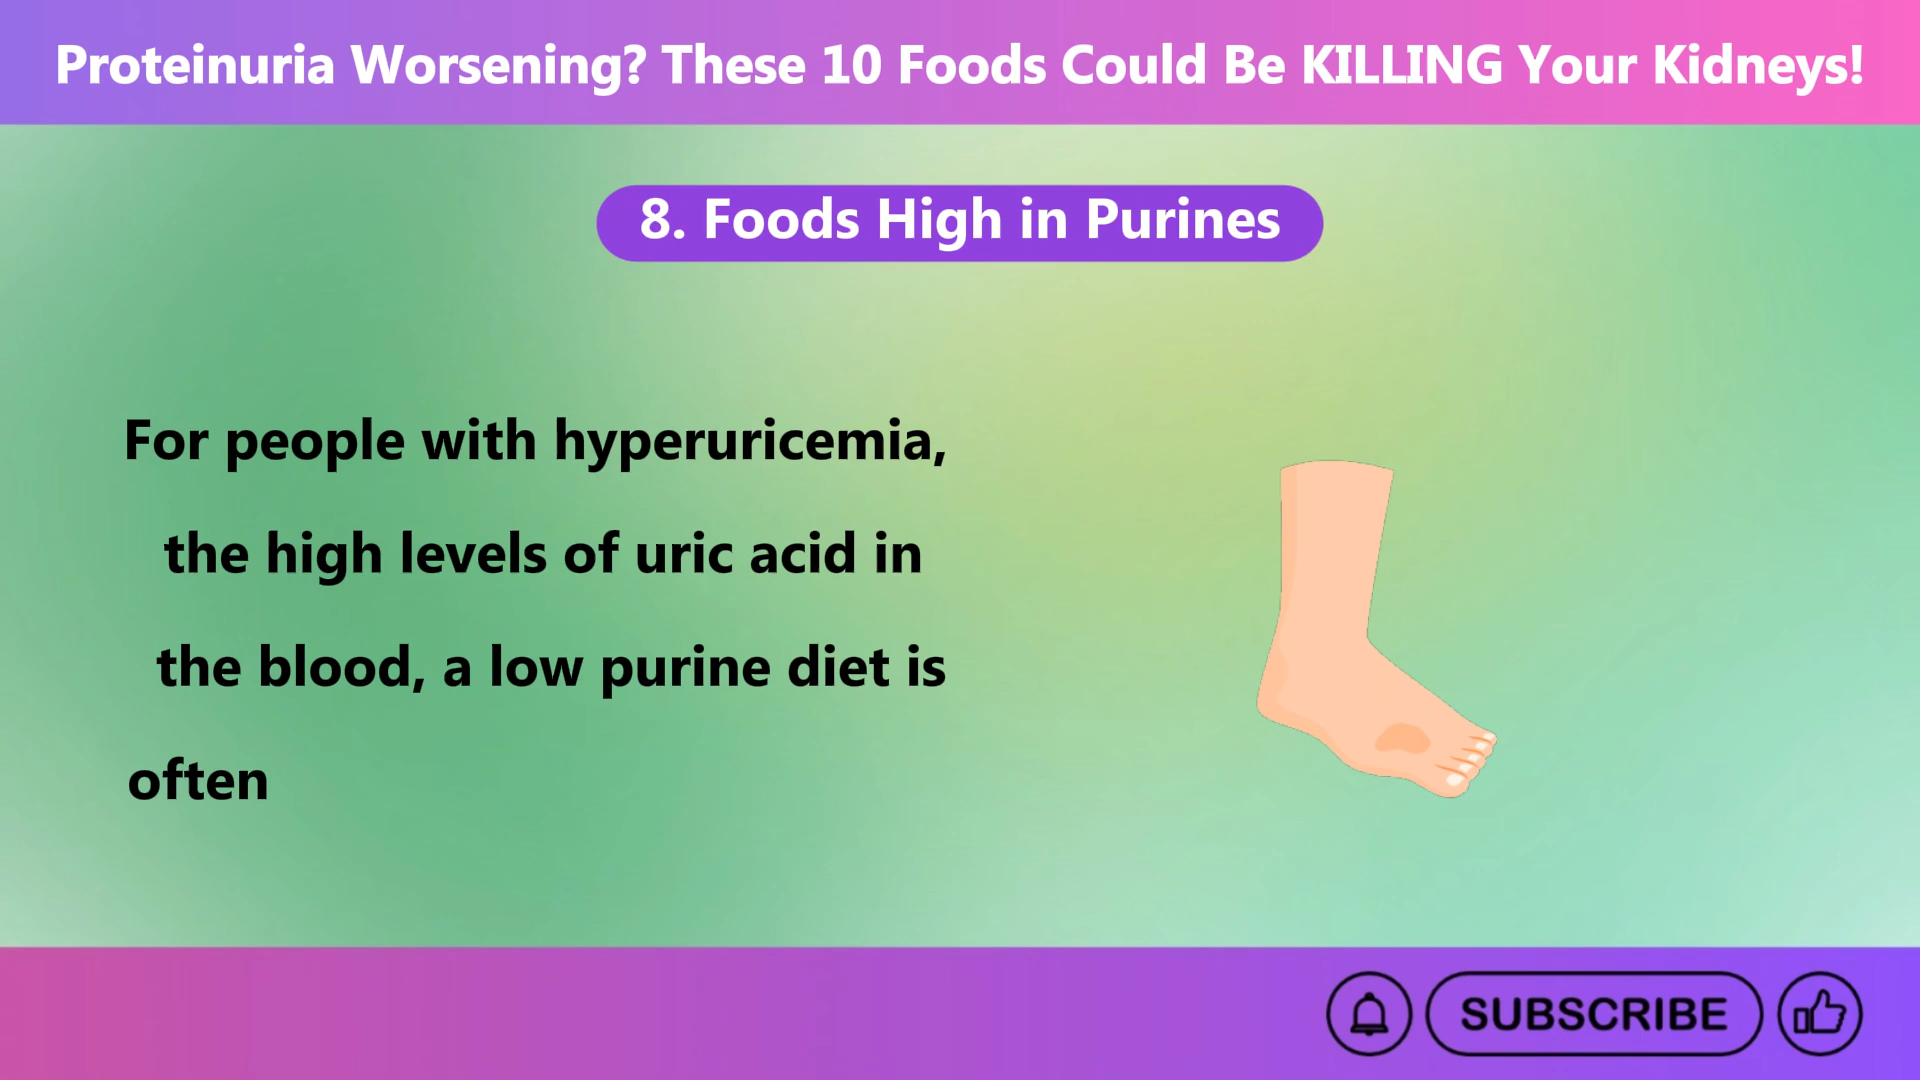 Proteinuria Worsening? These 10 Foods Could Be KILLING Your Kidneys!
8. Foods High in Purines
For people with hyperuricemia,
the high levels of uric acid in
the blood, a low purine diet is
often
SUBSCRIBE